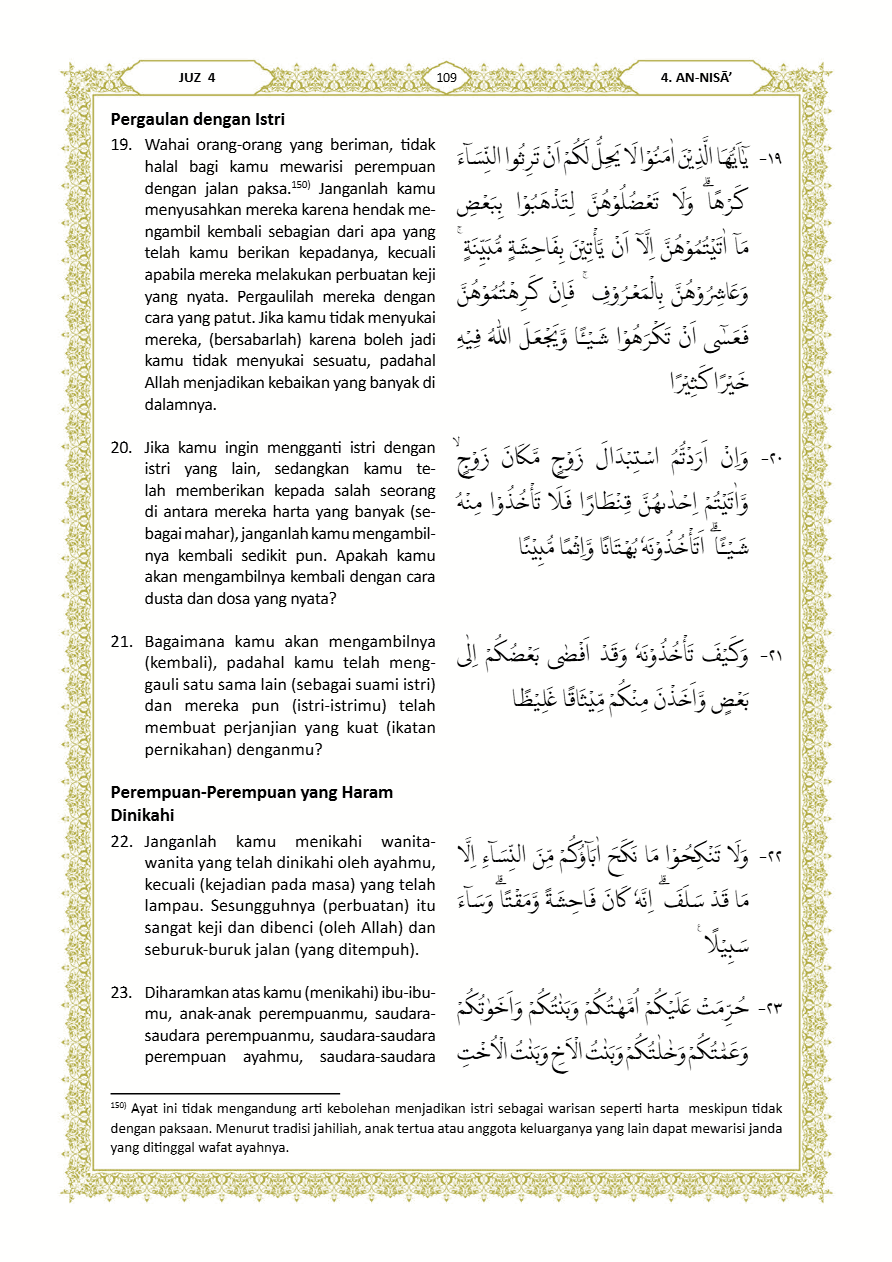 JUZ 4
109
4. AN-NISĀ’
Pergaulan dengan Istri
19. Wahai orang-orang yang beriman, tidak
halal bagi kamu mewarisi perempuan
dengan jalan paksa.150) Janganlah kamu
menyusahkan mereka karena hendak me-
ngambil kembali sebagian dari apa yang
telah kamu berikan kepadanya, kecuali
apabila mereka melakukan perbuatan keji
yang nyata. Pergaulilah mereka dengan
cara yang patut. Jika kamu tidak menyukai
mereka, (bersabarlah) karena boleh jadi
kamu tidak menyukai sesuatu, padahal
Allah menjadikan kebaikan yang banyak di
dalamnya.
١٩- يٰٓاَيُّهَا الَّذِيْنَ اٰمَنُوْا لَا يَحِلُّ لَكُمْ اَنْ تَرِثُوا النِّسَاۤءَ
كَرْهًاۗ وَلَا تَعْضُلُوْهُنَّ لِتَذْهَبُوْا بِبَعْضِ
مَآ اٰتَيْتُمُوْهُنَّ اِلَّآ اَنْ يَّأْتِيْنَ بِفَاحِشَةٍ مُّبَيِّنَةٍۚ
وَعَاشِرُوْهُنَّ بِالْمَعْرُوْفِۚ فَاِنْ كَرِهْتُمُوْهُنَّ
فَعَسٰٓى اَنْ تَكْرَهُوْا شَيْـًٔا وَّيَجْعَلَ اللّٰهُ فِيْهِ
خَيْرًا كَثِيْرًا
20. Jika kamu ingin mengganti istri dengan
istri yang lain, sedangkan kamu te-
lah memberikan kepada salah seorang
di antara mereka harta yang banyak (se-
bagai mahar), janganlah kamu mengambil-
nya kembali sedikit pun. Apakah kamu
akan mengambilnya kembali dengan cara
dusta dan dosa yang nyata?
٢٠- وَاِنْ اَرَدْتُّمُ اسْتِبْدَالَ زَوْجٍ مَّكَانَ زَوْجٍۙ
وَّاٰتَيْتُمْ اِحْدٰىهُنَّ قِنْطَارًا فَلَا تَأْخُذُوْا مِنْهُ
شَيْـًٔاۗ اَتَأْخُذُوْنَهٗ بُهْتَانًا وَّاِثْمًا مُّبِيْنًا
21. Bagaimana kamu akan mengambilnya
(kembali), padahal kamu telah meng-
gauli satu sama lain (sebagai suami istri)
dan mereka pun (istri-istrimu) telah
membuat perjanjian yang kuat (ikatan
pernikahan) denganmu?
٢١- وَكَيْفَ تَأْخُذُوْنَهٗ وَقَدْ اَفْضٰى بَعْضُكُمْ اِلٰى
بَعْضٍ وَّاَخَذْنَ مِنْكُمْ مِّيْثَاقًا غَلِيْظًا
Perempuan-Perempuan yang Haram
Dinikahi
22. Janganlah kamu menikahi wanita-
wanita yang telah dinikahi oleh ayahmu,
kecuali (kejadian pada masa) yang telah
lampau. Sesungguhnya (perbuatan) itu
sangat keji dan dibenci (oleh Allah) dan
seburuk-buruk jalan (yang ditempuh).
٢٢- وَلَا تَنْكِحُوْا مَا نَكَحَ اٰبَاۤؤُكُمْ مِّنَ النِّسَاۤءِ اِلَّا
مَا قَدْ سَلَفَۗ اِنَّهٗ كَانَ فَاحِشَةً وَّمَقْتًاۗ وَسَاۤءَ
سَبِيْلًاۚ
23. Diharamkan atas kamu (menikahi) ibu-ibu-
mu, anak-anak perempuanmu, saudara-
saudara perempuanmu, saudara-saudara
perempuan ayahmu, saudara-saudara
٢٣- حُرِّمَتْ عَلَيْكُمْ اُمَّهٰتُكُمْ وَبَنٰتُكُمْ وَاَخَوٰتُكُمْ
وَعَمّٰتُكُمْ وَخٰلٰتُكُمْ وَبَنٰتُ الْاَخِ وَبَنٰتُ الْاُخْتِ
150) Ayat ini tidak mengandung arti kebolehan menjadikan istri sebagai warisan seperti harta meskipun tidak
dengan paksaan. Menurut tradisi jahiliah, anak tertua atau anggota keluarganya yang lain dapat mewarisi janda
yang ditinggal wafat ayahnya.